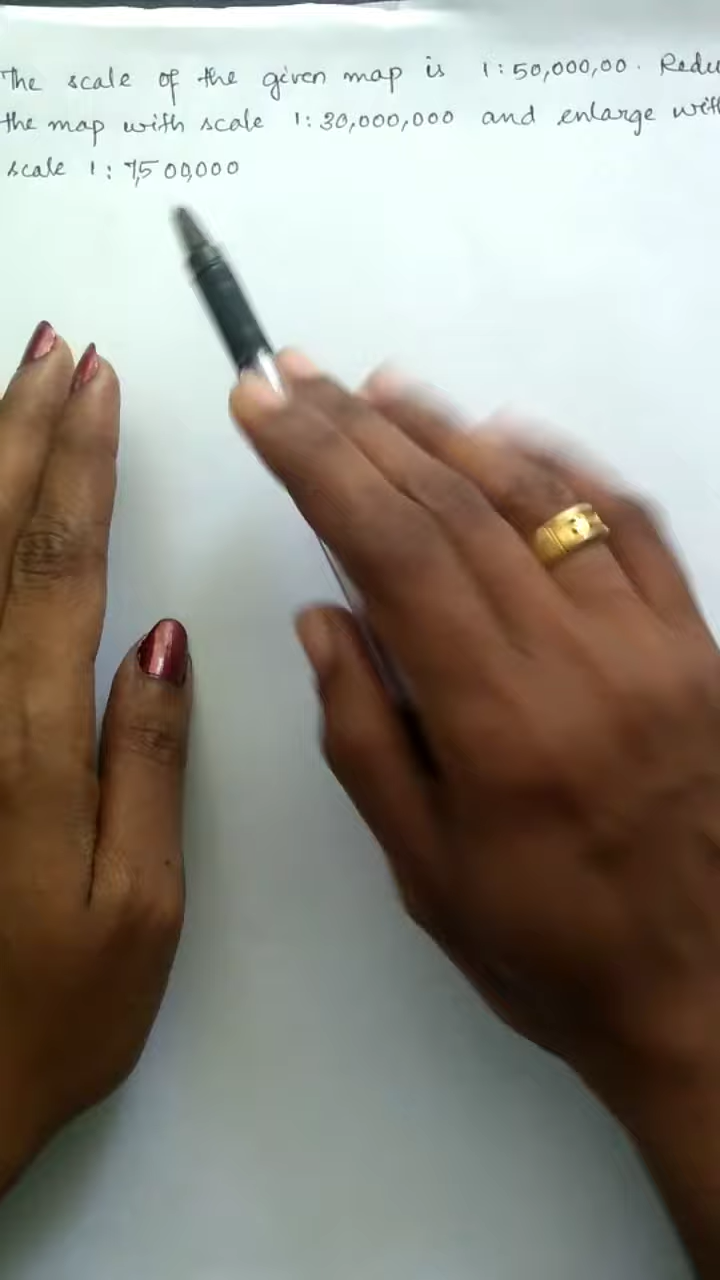 The scale of the given map is 1:50,000,00. Redu
the map with scale 1:30,000,000 and enlarge with
scale 1:7,500,000